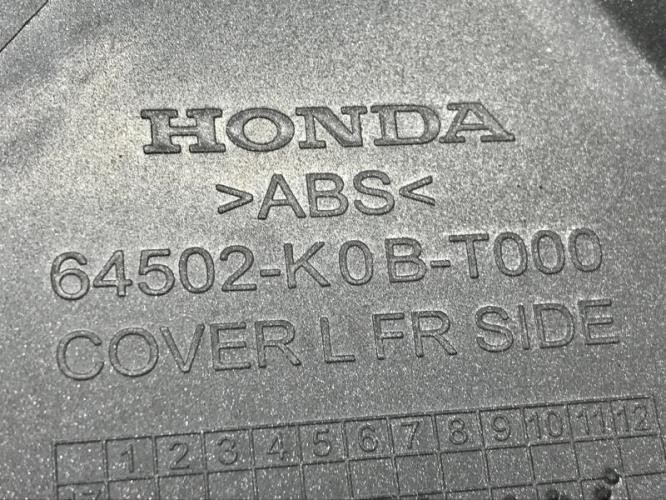 HONDA
>ABS<
64502-K0B-T000
COVER L FR SIDE
1 2 3 4 5 6 7 8 9 10 11 12